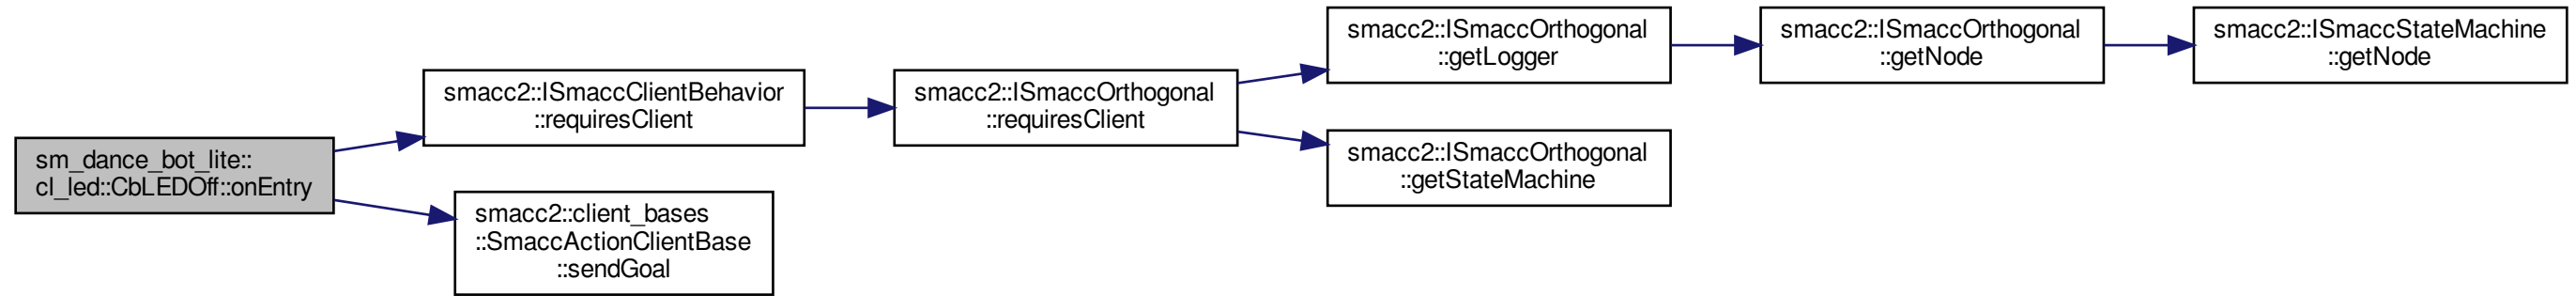 sm_dance_bot_lite::
cl_led::CbLEDOff::onEntry
smacc2::ISmaccClientBehavior
::requiresClient
smacc2::client_bases
::SmaccActionClientBase
::sendGoal
smacc2::ISmaccOrthogonal
::requiresClient
smacc2::ISmaccOrthogonal
::getLogger
smacc2::ISmaccOrthogonal
::getStateMachine
smacc2::ISmaccOrthogonal
::getNode
smacc2::ISmaccStateMachine
::getNode